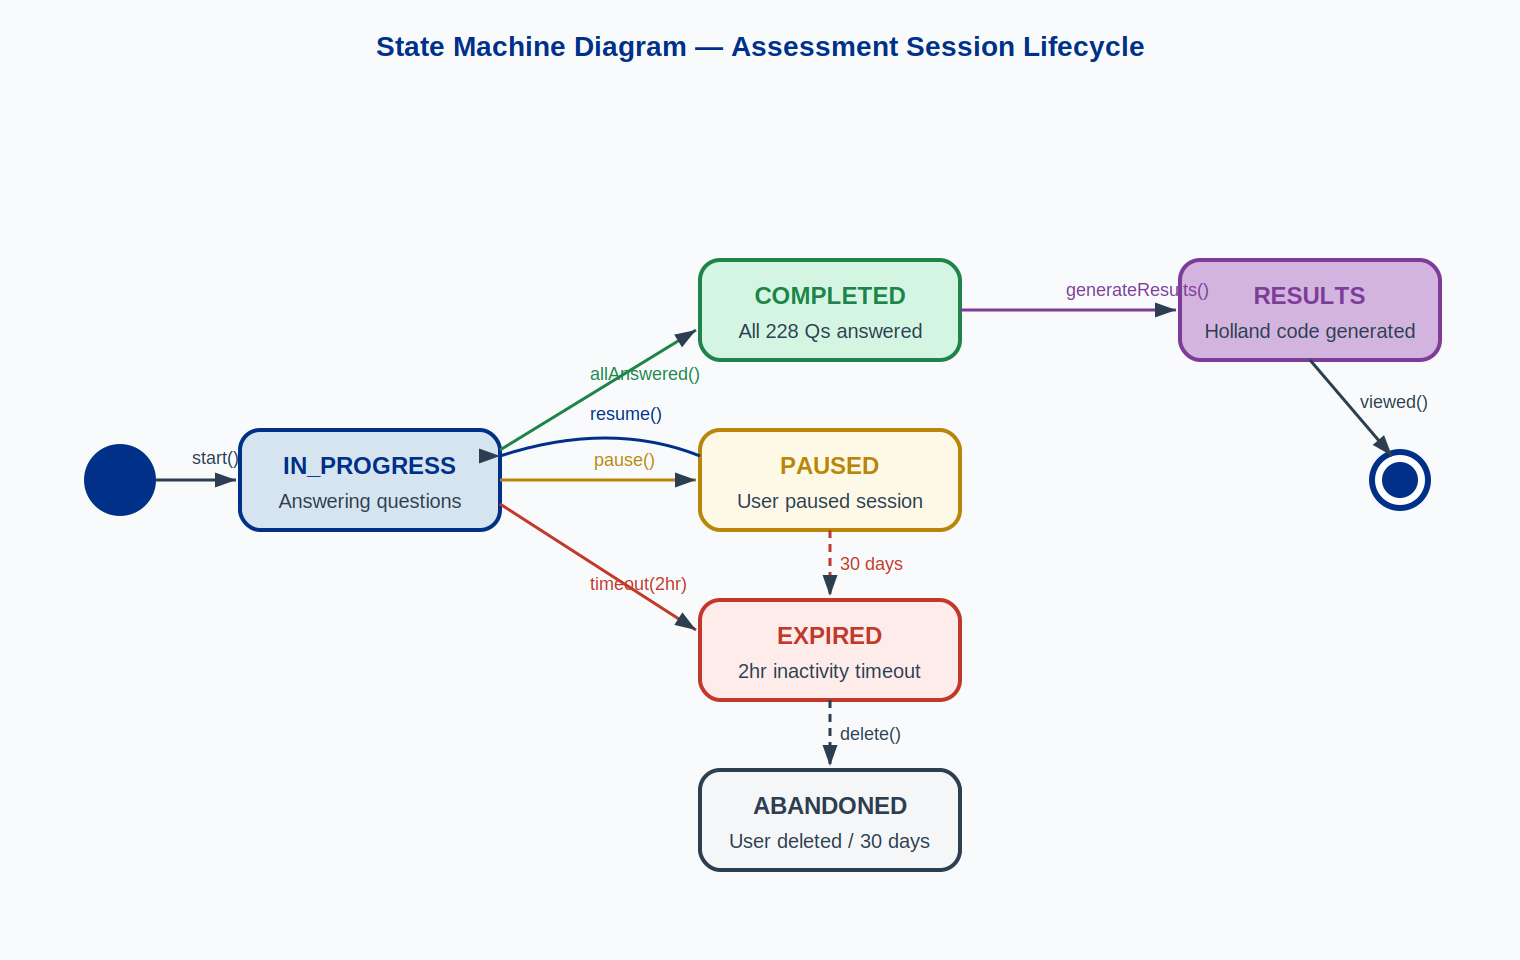 State Machine Diagram — Assessment Session Lifecycle
COMPLETED
All 228 Qs answered
generateResults()
RESULTS
Holland code generated
allAnswered()
viewed()
resume()
start()
IN_PROGRESS
Answering questions
pause()
PAUSED
User paused session
30 days
timeout(2hr)
EXPIRED
2hr inactivity timeout
delete()
ABANDONED
User deleted / 30 days